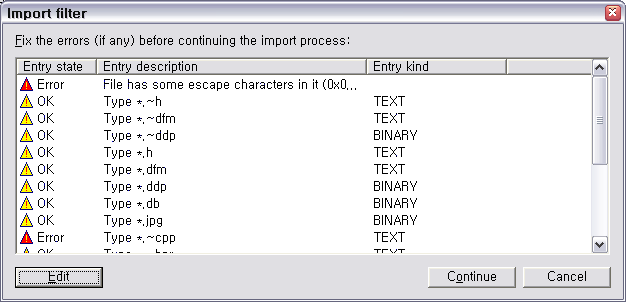 Import filter
Fix the errors (if any) before continuing the import process:
Entry state Entry description Entry kind
Error File has some escape characters in it (0x0...
OK Type *.~h TEXT
OK Type *.~dfm TEXT
OK Type *.~ddp BINARY
OK Type *.h TEXT
OK Type *.dfm TEXT
OK Type *.ddp BINARY
OK Type *.db BINARY
OK Type *.jpg BINARY
Error Type *.~cpp TEXT
Edit Continue Cancel